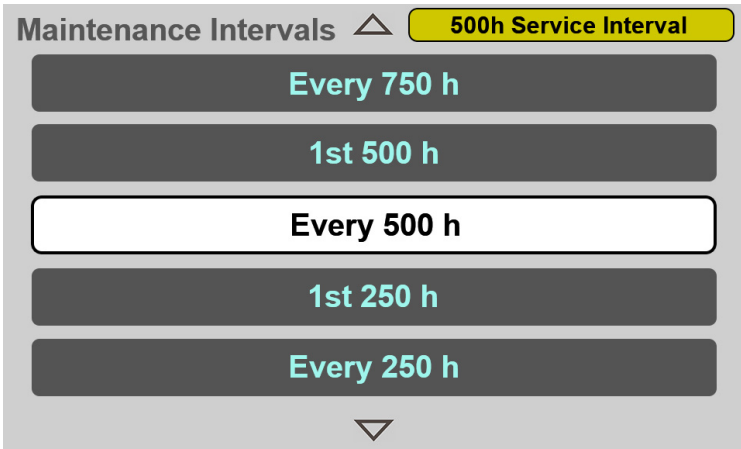 Maintenance Intervals
500h Service Interval
Every 750 h
1st 500 h
Every 500 h
1st 250 h
Every 250 h